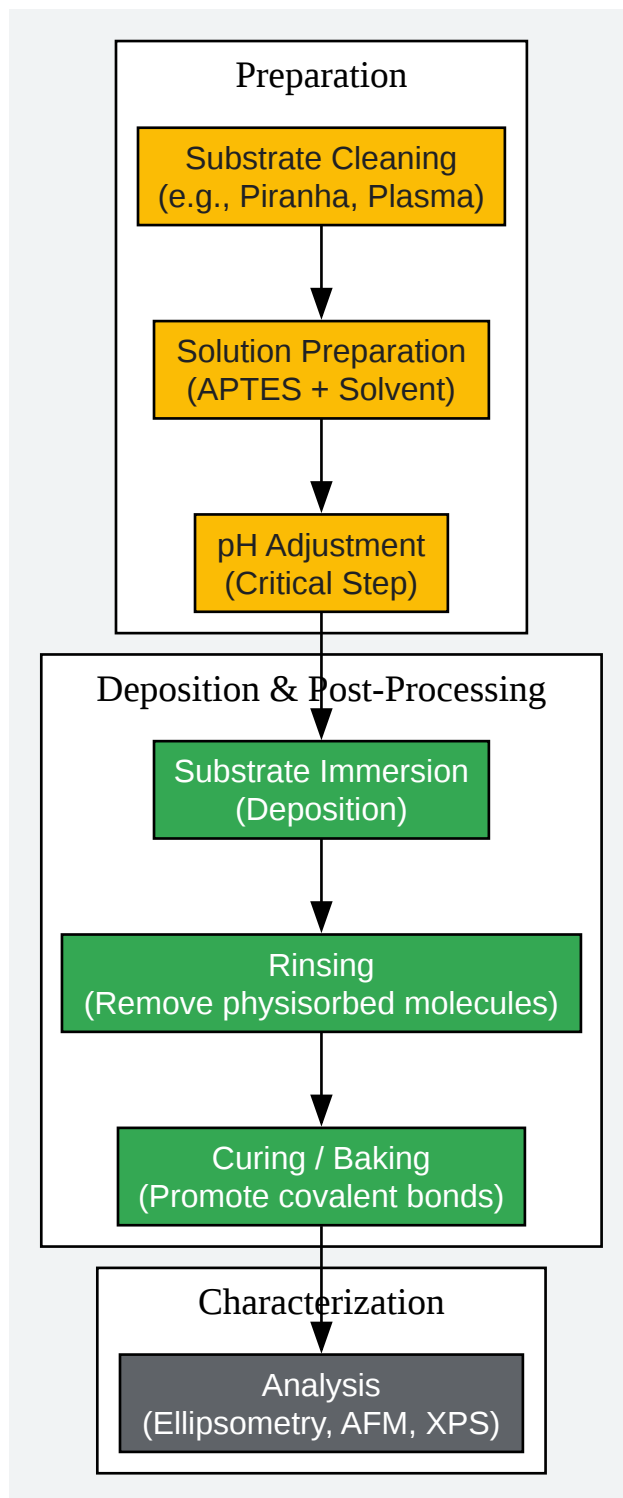 Preparation
Substrate Cleaning
(e.g., Piranha, Plasma)
Solution Preparation
(APTES + Solvent)
pH Adjustment
(Critical Step)
Deposition & Post-Processing
Substrate Immersion
(Deposition)
Rinsing
(Remove physisorbed molecules)
Curing / Baking
(Promote covalent bonds)
Characterization
Analysis
(Ellipsometry, AFM, XPS)